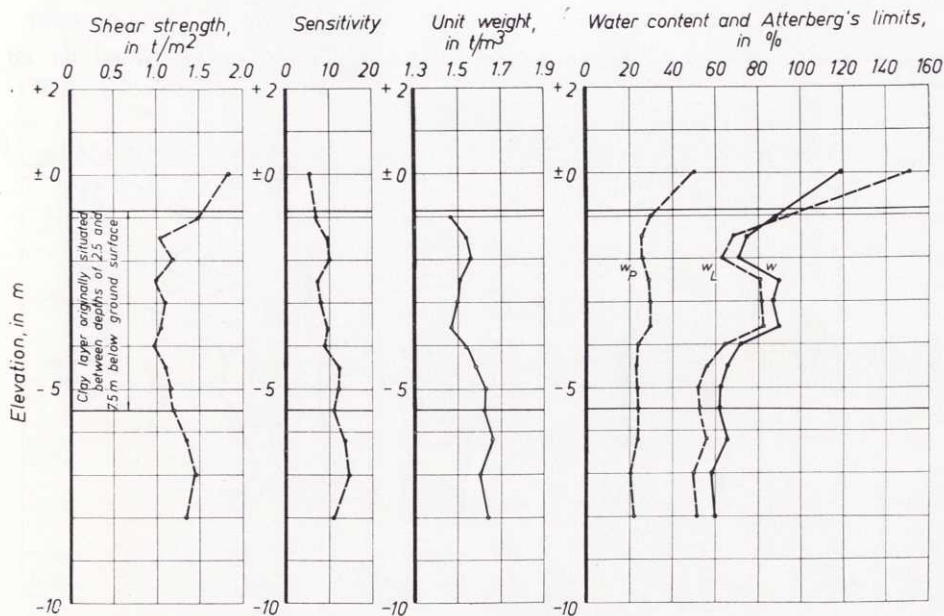 Shear strength,
in t/m²
Sensitivity
Unit weight,
in t/m³
Water content and Atterberg's limits,
in %
0 0.5 1.0 1.5 2.0
0 10 20
1.3 1.5 1.7 1.9
0 20 40 60 80 100 120 140 160
+ 2
± 0
- 5
-10
+ 2
± 0
- 5
-10
+ 2
± 0
- 5
-10
+ 2
± 0
- 5
-10
Elevation, in m
Clay layer originally situated
between depths of 2.5 and
7.5 m below ground surface
wP
wL
w